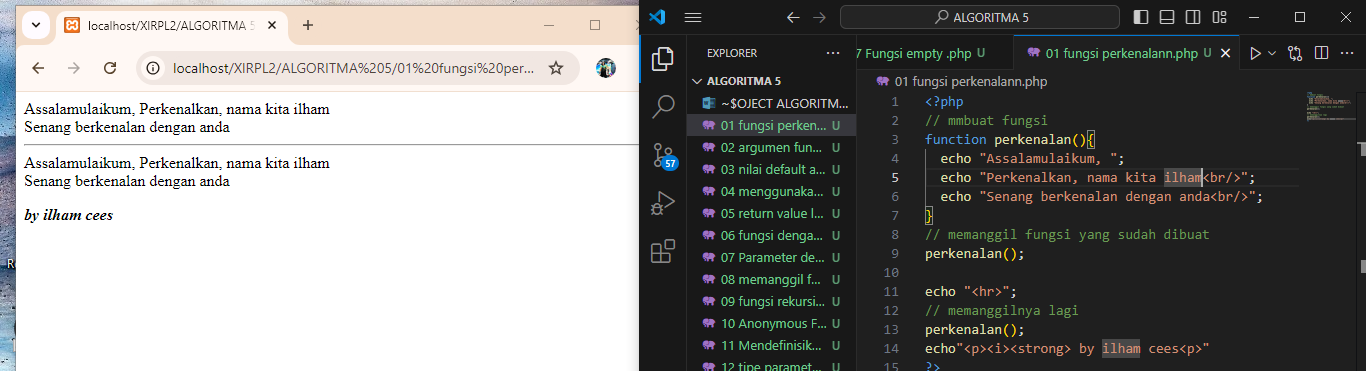 localhost/XIRPL2/ALGORITMA 5
localhost/XIRPL2/ALGORITMA%205/01%20fungsi%20per...
Assalamulaikum, Perkenalkan, nama kita ilham
Senang berkenalan dengan anda
Assalamulaikum, Perkenalkan, nama kita ilham
Senang berkenalan dengan anda
by ilham cees
ALGORITMA 5
EXPLORER
ALGORITMA 5
~$OJECT ALGORITM...
01 fungsi perken... U
02 argumen fun... U
03 nilai default a... U
04 menggunaka... U
05 return value l... U
06 fungsi denga... U
07 Parameter de... U
08 memanggil f... U
09 fungsi rekursi... U
10 Anonymous F... U
11 Mendefinisik... U
12 tipe paramet... U
57
7 Fungsi empty .php U
01 fungsi perkenalann.php U
01 fungsi perkenalann.php
1 <?php
2 // mmbuat fungsi
3 function perkenalan(){
4 echo "Assalamulaikum, ";
5 echo "Perkenalkan, nama kita ilham<br/>";
6 echo "Senang berkenalan dengan anda<br/>";
7 }
8 // memanggil fungsi yang sudah dibuat
9 perkenalan();
10
11 echo "<hr>";
12 // memanggilnya lagi
13 perkenalan();
14 echo"<p><i><strong> by ilham cees<p>"
15 ?>